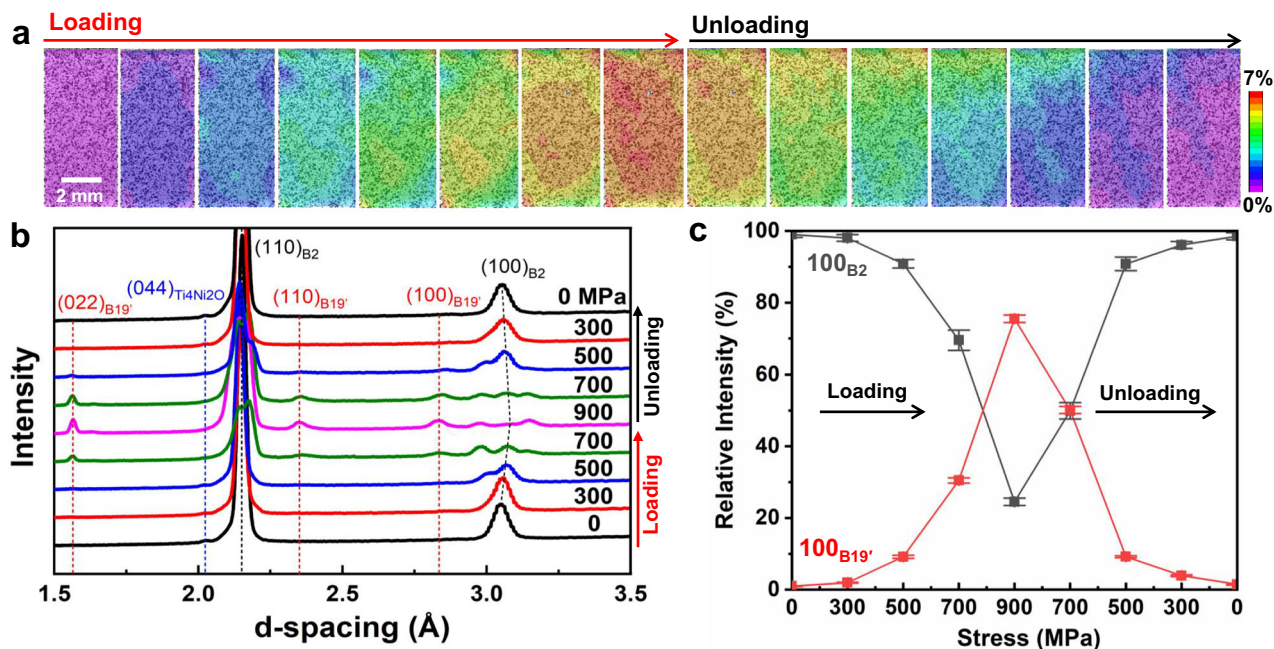 Loading
Unloading
a
7%
0%
2 mm
b
(110)B2
(100)B2
(022)B19'
(044)Ti4Ni2O
(110)B19'
(100)B19'
0 MPa
300
500
700
900
700
500
300
0
Unloading
Loading
Intensity
1.5 2.0 2.5 3.0 3.5
d-spacing (Å)
c
100
80
60
40
20
0
Relative Intensity (%)
100B2
Loading
Unloading
100B19'
0 300 500 700 900 700 500 300 0
Stress (MPa)